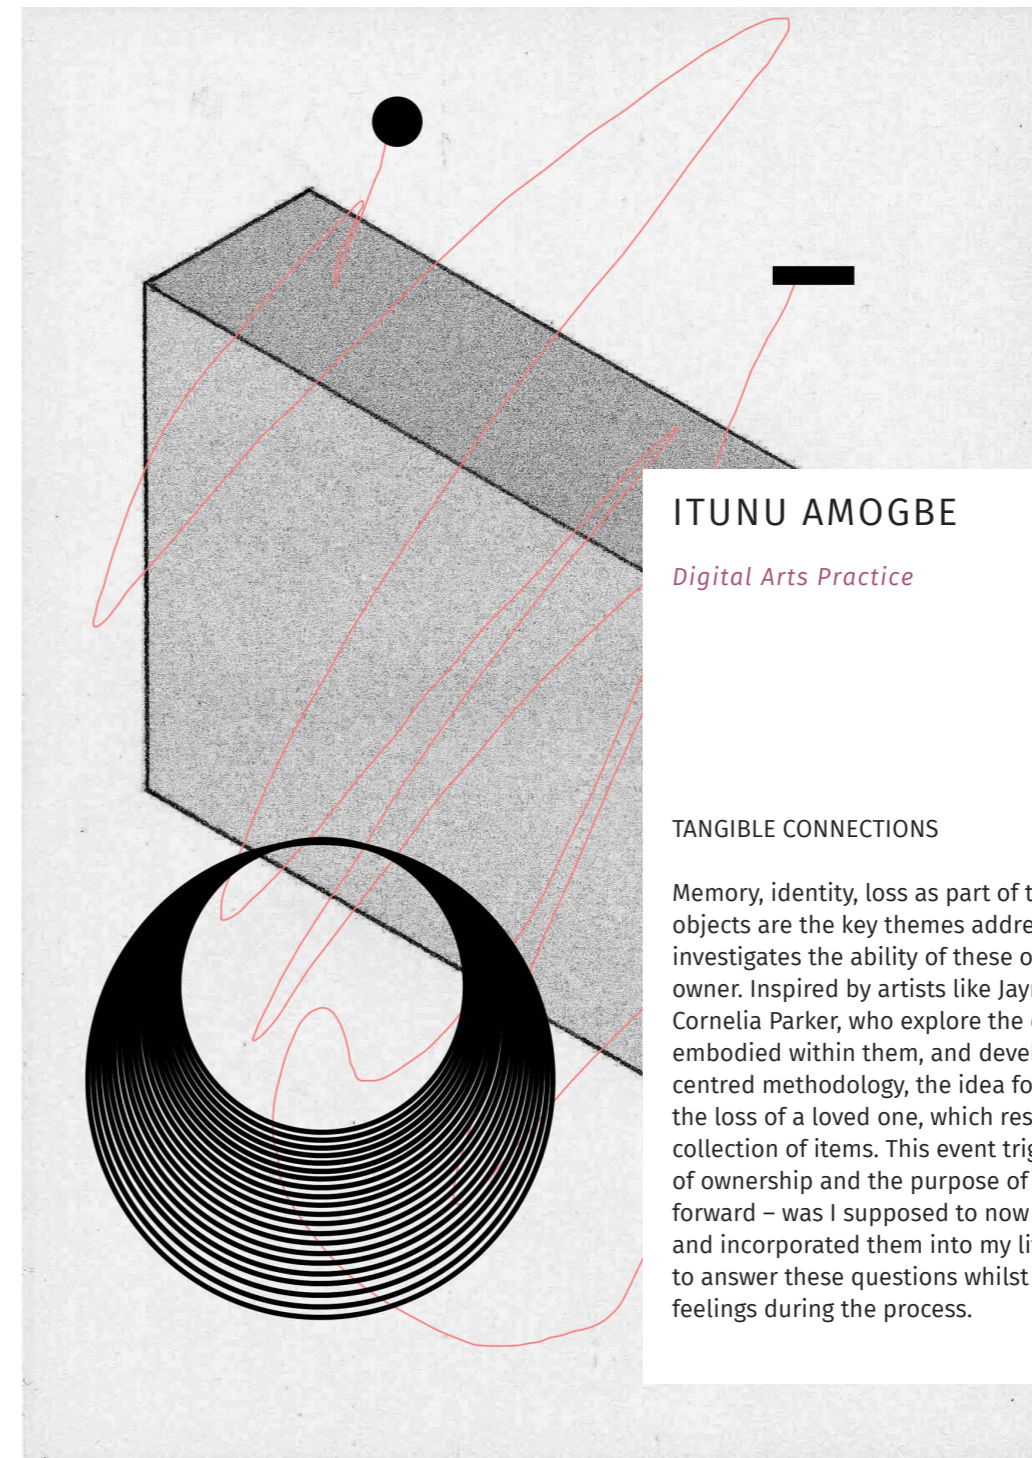 ITUNU AMOGBE
Digital Arts Practice
TANGIBLE CONNECTIONS
Memory, identity, loss as part of
objects are the key themes
investigates the ability of these
owner. Inspired by artists like
Cornelia Parker, who explore the
embodied within them, and
centred methodology, the idea
the loss of a loved one, which
collection of items. This event
of ownership and the purpose of
forward – was I supposed to now
and incorporated them into my
to answer these questions whilst
feelings during the process.